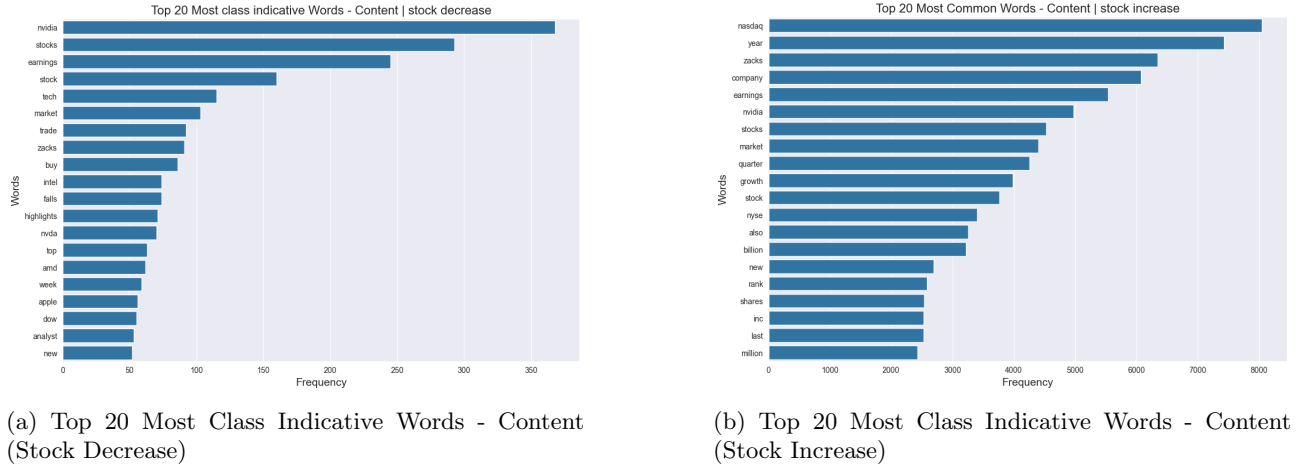 Top 20 Most class indicative Words - Content | stock decrease
Words
nvidia
stocks
earnings
stock
tech
market
trade
zacks
buy
intel
falls
highlights
nvda
top
amd
week
apple
dow
analyst
new
0 50 100 150 200 250 300 350
Frequency
(a) Top 20 Most Class Indicative Words - Content
(Stock Decrease)
Top 20 Most Common Words - Content | stock increase
Words
nasdaq
year
zacks
company
earnings
nvidia
stocks
market
quarter
growth
stock
nyse
also
billion
new
rank
shares
inc
last
million
0 1000 2000 3000 4000 5000 6000 7000 8000
Frequency
(b) Top 20 Most Class Indicative Words - Content
(Stock Increase)